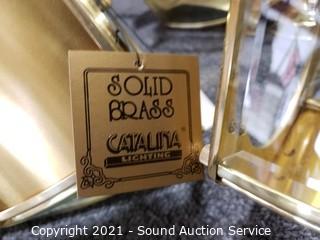 SOLID
BRASS
CATALINA
LIGHTING
Copyright 2021 - Sound Auction Service